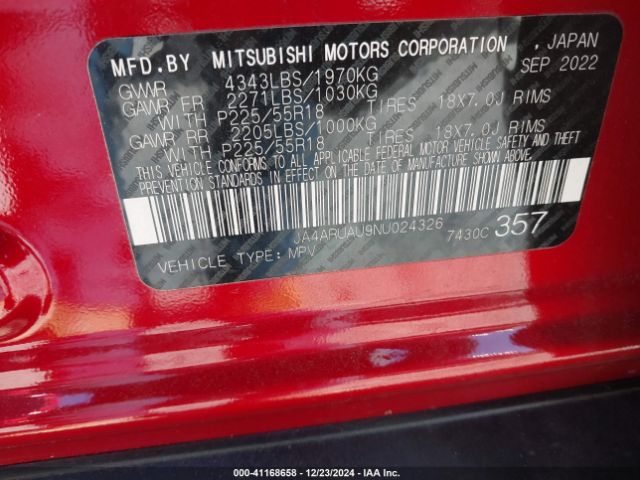 MFD.BY MITSUBISHI MOTORS CORPORATION , JAPAN
GVWR 4343LBS/1970KG SEP 2022
GAWR FR 2271LBS/1030KG
WITH P225/55R18 TIRES 18X7.0J RIMS
GAWR RR 2205LBS/1000KG
WITH P225/55R18 TIRES 18X7.0J RIMS
THIS VEHICLE CONFORMS TO ALL APPLICABLE FEDERAL MOTOR VEHICLE SAFETY AND THEFT
PREVENTION STANDARDS IN EFFECT ON THE DATE OF MANUFACTURE SHOWN ABOVE.
JA4ARUAU9NU024326 7430C 357
VEHICLE TYPE: MPV
000-41168658 - 12/23/2024 - IAA Inc.